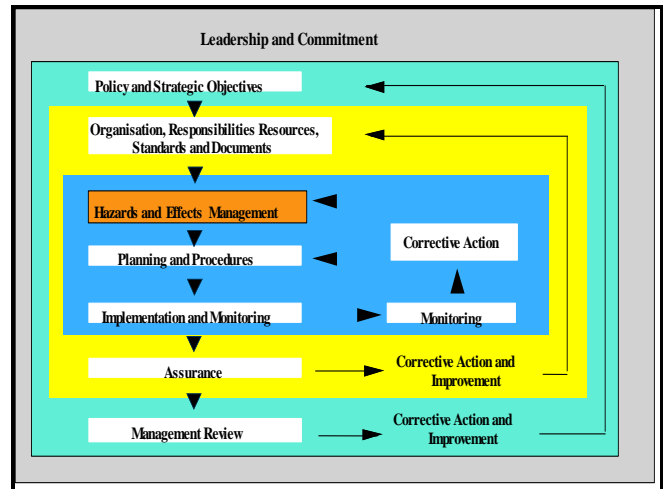 Leadership and Commitment
Policy and Strategic Objectives
Organisation, Responsibilities Resources,
Standards and Documents
Hazards and Effects Management
Planning and Procedures
Corrective Action
Implementation and Monitoring
Monitoring
Assurance
Corrective Action and
Improvement
Management Review
Corrective Action and
Improvement